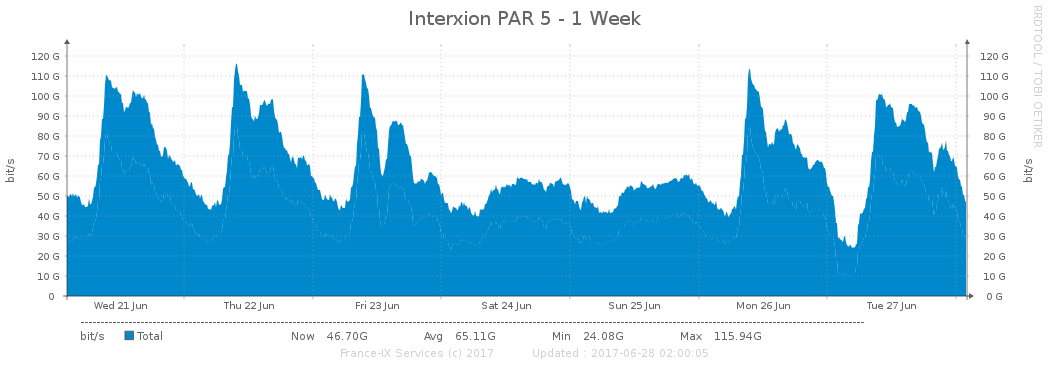 Interxion PAR 5 - 1 Week
RRDTOOL / TOBI OETIKER
bit/s
120 G 120 G
110 G 110 G
100 G 100 G
90 G 90 G
80 G 80 G
70 G 70 G
60 G 60 G
50 G 50 G
40 G 40 G
30 G 30 G
20 G 20 G
10 G 10 G
0 0 G
bit/s
Wed 21 Jun Thu 22 Jun Fri 23 Jun Sat 24 Jun Sun 25 Jun Mon 26 Jun Tue 27 Jun
bit/s Total Now 46.70G Avg 65.11G Min 24.08G Max 115.94G
France-IX Services (c) 2017 Updated : 2017-06-28 02:00:05